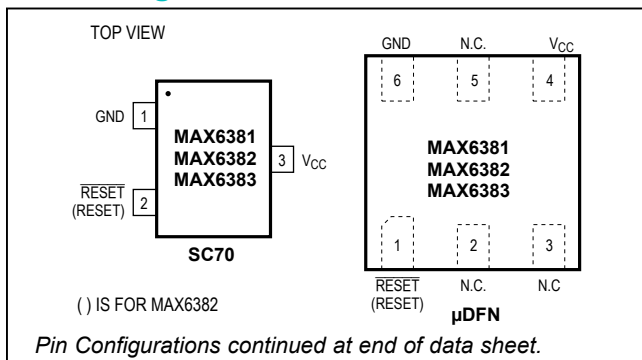 TOP VIEW
GND 1
MAX6381
MAX6382
MAX6383
3 VCC
RESET
(RESET) 2
SC70
( ) IS FOR MAX6382
GND N.C. VCC
6 5 4
MAX6381
MAX6382
MAX6383
1 2 3
RESET N.C. N.C
(RESET)
µDFN
Pin Configurations continued at end of data sheet.